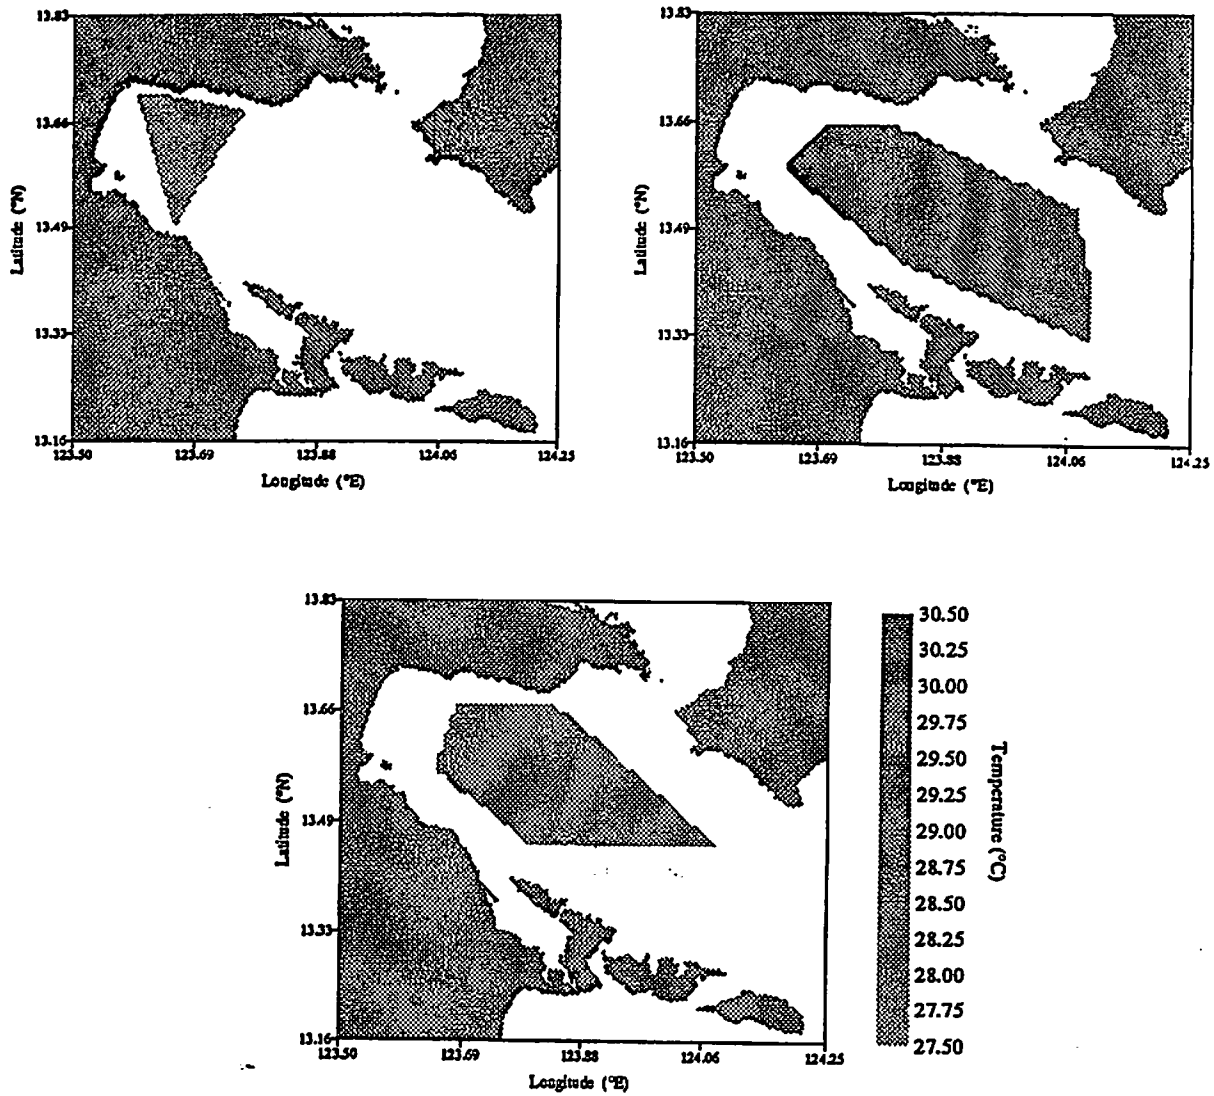 13.83
13.66
13.49
13.33
13.16
123.50 123.69 123.88 124.06 124.25
Latitude (°N)
Longitude (°E)
13.83
13.66
13.49
13.33
13.16
123.50 123.69 123.88 124.06 124.25
Latitude (°N)
Longitude (°E)
13.83
13.66
13.49
13.33
13.16
123.50 123.69 123.88 124.06 124.25
Latitude (°N)
Longitude (°E)
30.50
30.25
30.00
29.75
29.50
29.25
29.00
28.75
28.50
28.25
28.00
27.75
27.50
Temperature (°C)